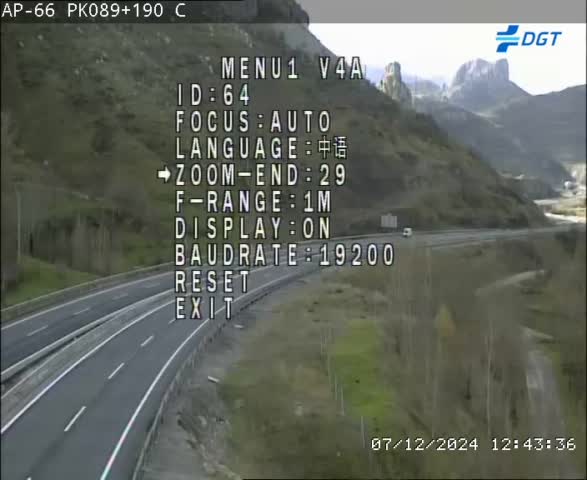 AP-66 PK089+190 C
DGT
MENU1 V4A
ID:64
FOCUS:AUTO
LANGUAGE:中语
ZOOM-END:29
F-RANGE:1M
DISPLAY:ON
BAUDRATE:19200
RESET
EXIT
07/12/2024 12:43:36